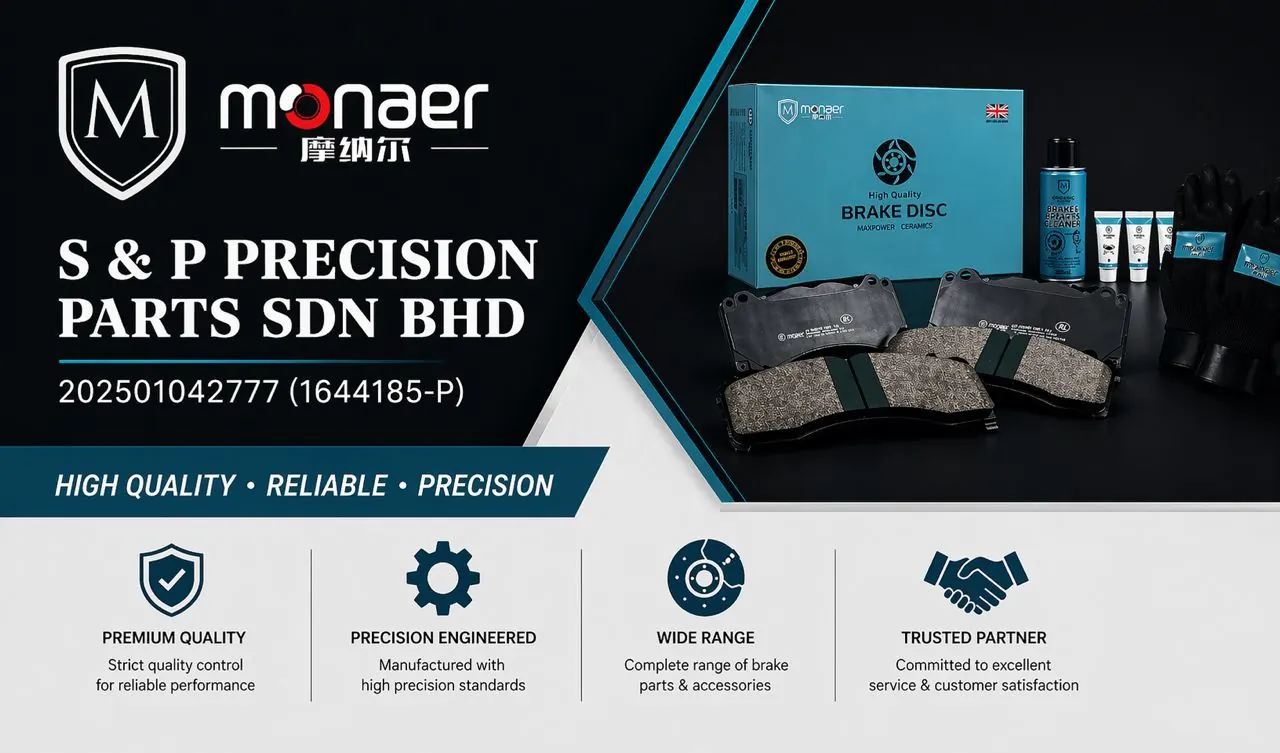 M
monaer
摩纳尔
S & P PRECISION
PARTS SDN BHD
202501042777 (1644185-P)
HIGH QUALITY • RELIABLE • PRECISION
M monaer
High Quality
BRAKE DISC
MAXPOWER CERAMICS
M
monaer
monaer
PREMIUM QUALITY
Strict quality control
for reliable performance
PRECISION ENGINEERED
Manufactured with
high precision standards
WIDE RANGE
Complete range of brake
parts & accessories
TRUSTED PARTNER
Committed to excellent
service & customer satisfaction